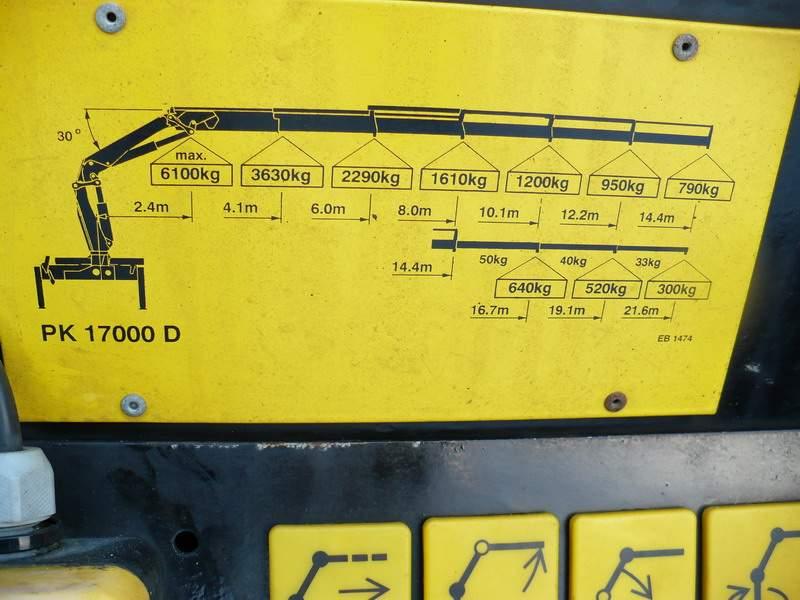 30°
max.
6100kg 3630kg 2290kg 1610kg 1200kg 950kg 790kg
2.4m 4.1m 6.0m 8.0m 10.1m 12.2m 14.4m
14.4m 50kg 40kg 33kg
640kg 520kg 300kg
16.7m 19.1m 21.6m
PK 17000 D
EB 1474